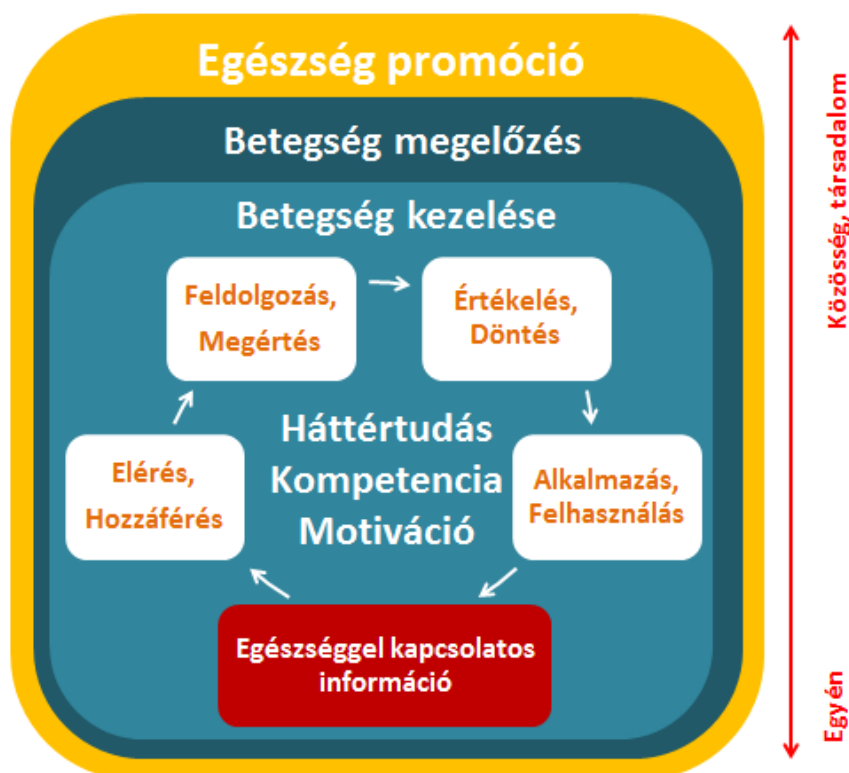 Egészség promóció
Betegség megelőzés
Betegség kezelése
Feldolgozás,
Megértés
Értékelés,
Döntés
Háttértudás
Kompetencia
Motiváció
Elérés,
Hozzáférés
Alkalmazás,
Felhasználás
Egészséggel kapcsolatos
információ
Közösség, társadalom
Egyén